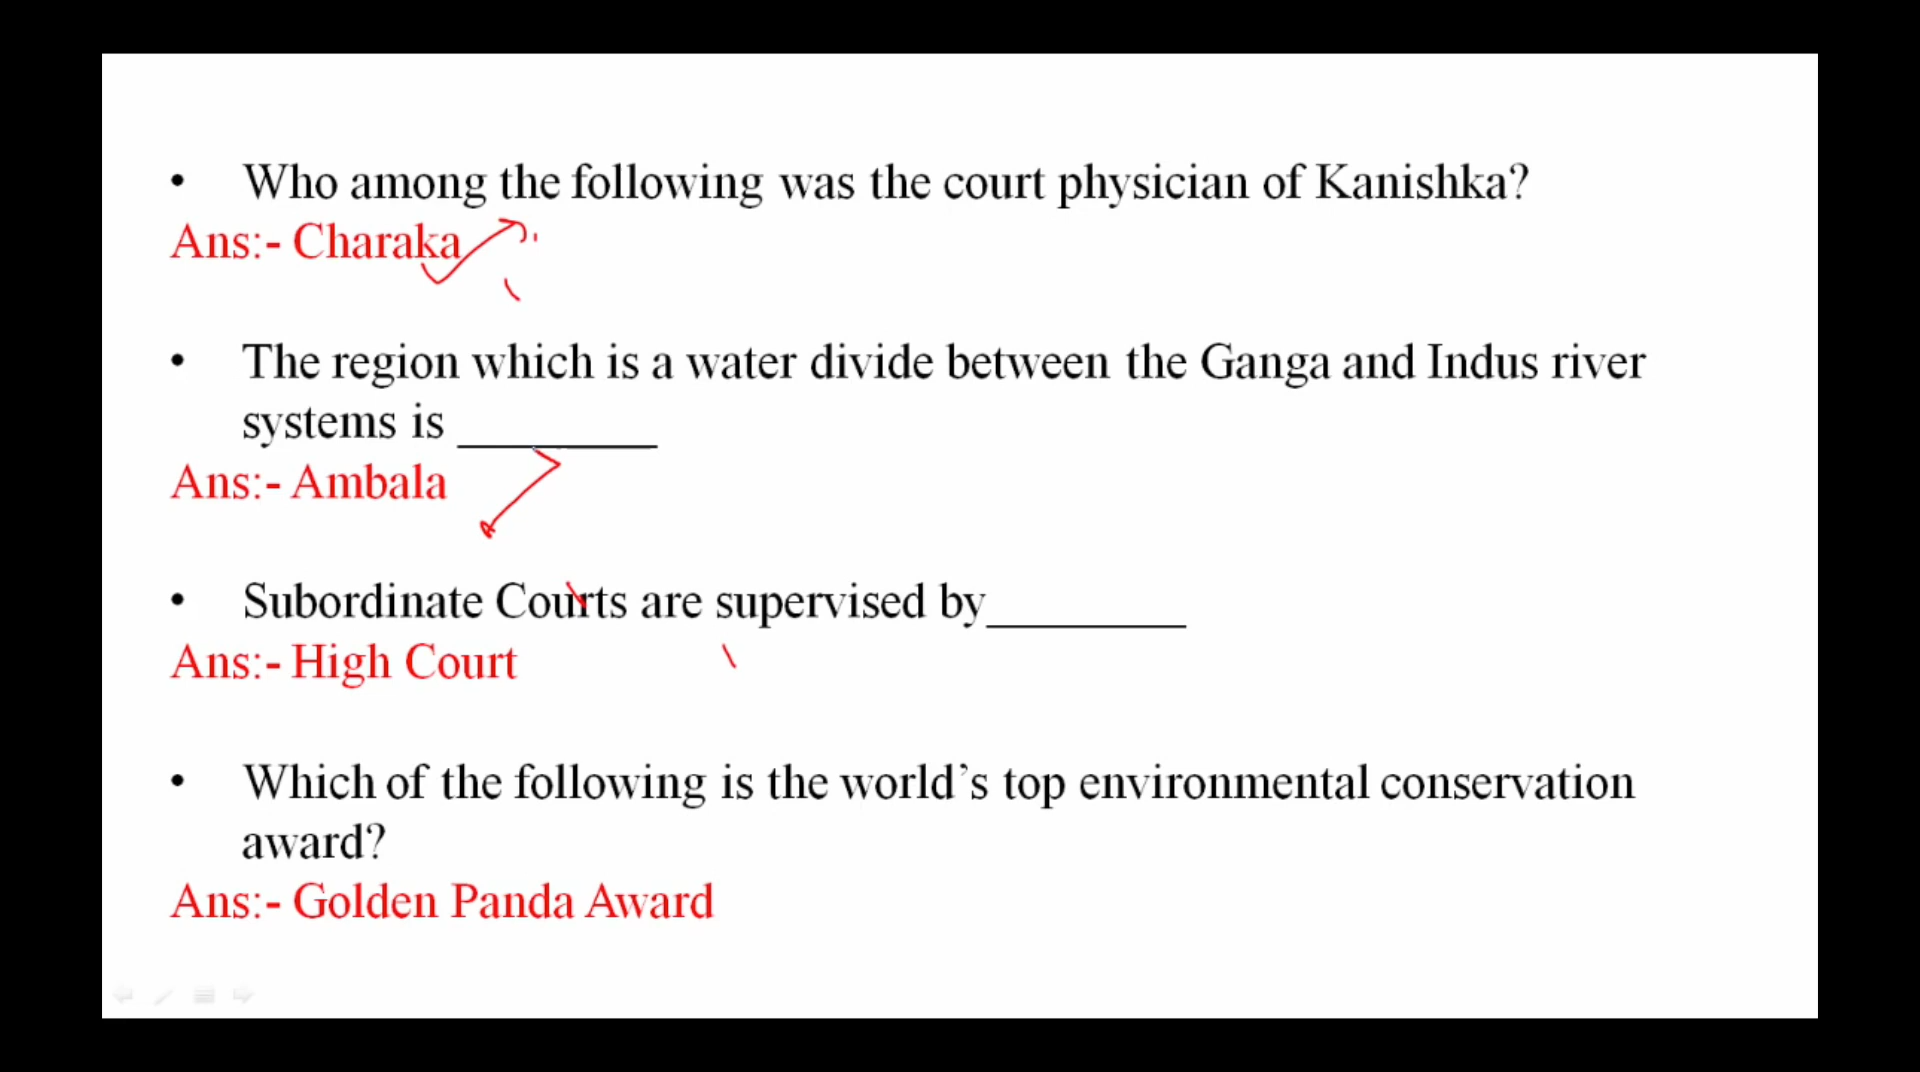 • Who among the following was the court physician of Kanishka?
Ans:- Charaka
• The region which is a water divide between the Ganga and Indus river
systems is ________
Ans:- Ambala
• Subordinate Courts are supervised by________
Ans:- High Court
• Which of the following is the world’s top environmental conservation
award?
Ans:- Golden Panda Award